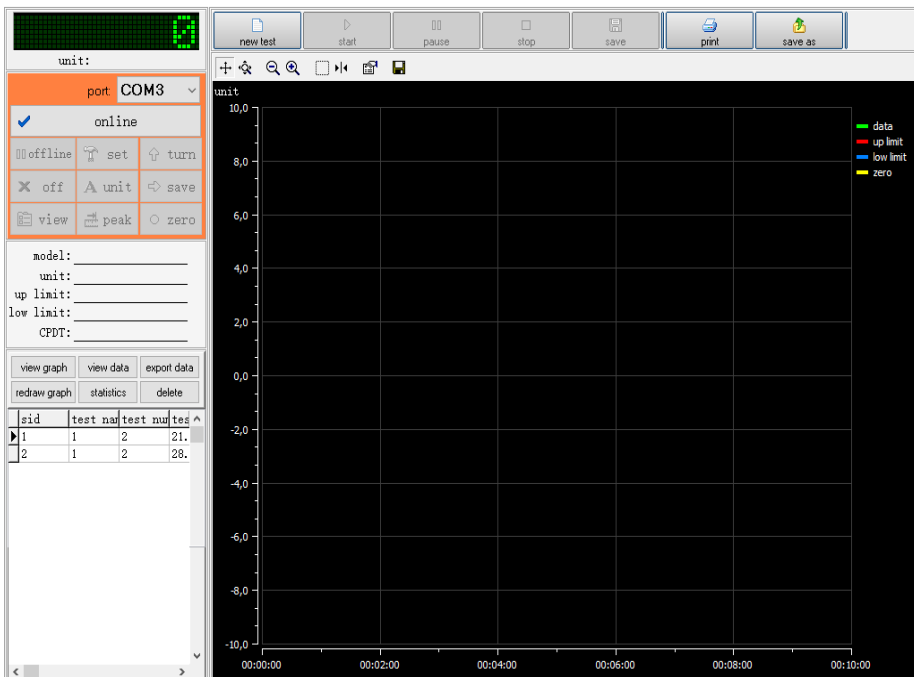 0
unit:
new test start pause stop save print save as
port COM3
online
offline set turn
off unit save
view peak zero
model:
unit:
up limit:
low limit:
CPDT:
view graph view data export data
redraw graph statistics delete
sid test nam test num tes
1 1 2 21.
2 1 2 28.
unit
10,0
8,0
6,0
4,0
2,0
0,0
-2,0
-4,0
-6,0
-8,0
-10,0
00:00:00 00:02:00 00:04:00 00:06:00 00:08:00 00:10:00
data
up limit
low limit
zero